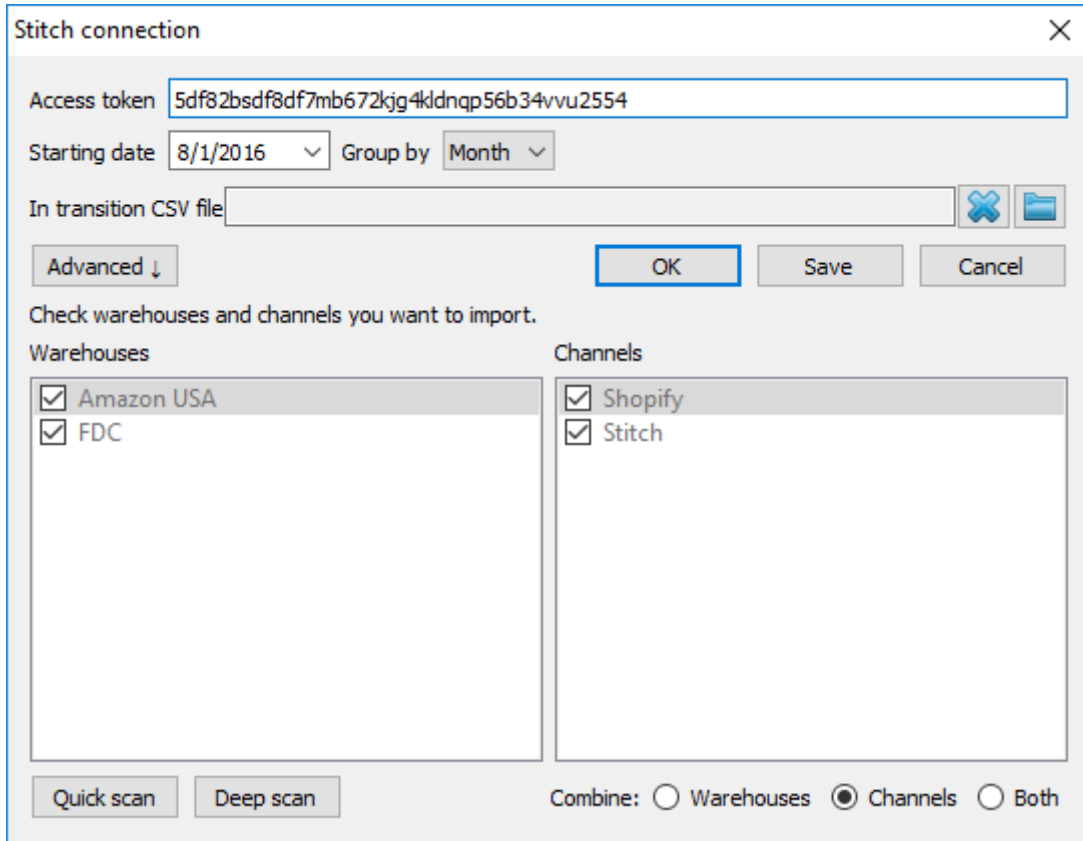 Stitch connection
Access token 5df82bsdf8df7mb672kjg4kldnqp56b34vvu2554
Starting date 8/1/2016 Group by Month
In transition CSV file
Advanced ↓ OK Save Cancel
Check warehouses and channels you want to import.
Warehouses Channels
Amazon USA Shopify
FDC Stitch
Quick scan Deep scan Combine: Warehouses Channels Both